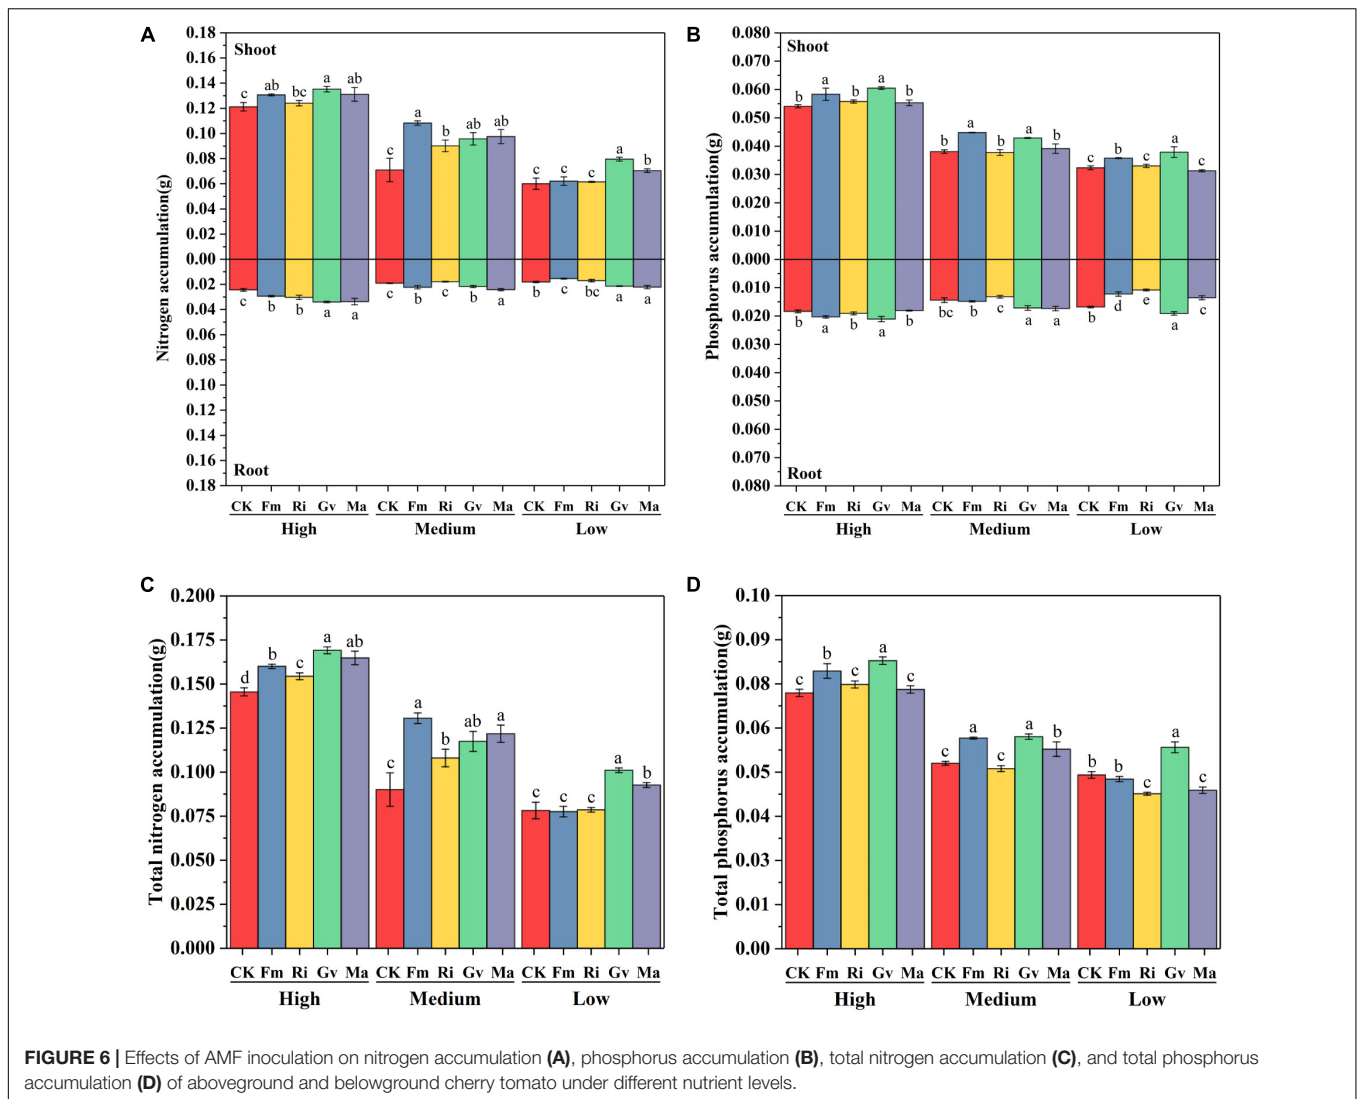 A
Shoot
0.18
0.16
0.14
0.12
0.10
0.08
0.06
0.04
0.02
0.00
0.02
0.04
0.06
0.08
0.10
0.12
0.14
0.16
0.18
Nitrogen accumulation(g)
c ab bc a ab
c a b ab ab
c c c a b
c b b a a
c b c b a
b c bc a a
Root
CK Fm Ri Gv Ma CK Fm Ri Gv Ma CK Fm Ri Gv Ma
High Medium Low
B
Shoot
0.080
0.070
0.060
0.050
0.040
0.030
0.020
0.010
0.000
0.010
0.020
0.030
0.040
0.050
0.060
0.070
0.080
Phosphorus accumulation(g)
b a b a b
b a b a b
c b c a c
b a b a b
bc b c a a
b d e a c
Root
CK Fm Ri Gv Ma CK Fm Ri Gv Ma CK Fm Ri Gv Ma
High Medium Low
C
0.200
0.175
0.150
0.125
0.100
0.075
0.050
0.025
0.000
Total nitrogen accumulation(g)
d b c a ab
c a b ab a
c c c a b
CK Fm Ri Gv Ma CK Fm Ri Gv Ma CK Fm Ri Gv Ma
High Medium Low
D
0.10
0.09
0.08
0.06
0.05
0.04
0.03
0.01
0.00
Total phosphorus accumulation(g)
c b c a c
c a c a b
b b c a c
CK Fm Ri Gv Ma CK Fm Ri Gv Ma CK Fm Ri Gv Ma
High Medium Low
FIGURE 6 | Effects of AMF inoculation on nitrogen accumulation (A), phosphorus accumulation (B), total nitrogen accumulation (C), and total phosphorus
accumulation (D) of aboveground and belowground cherry tomato under different nutrient levels.